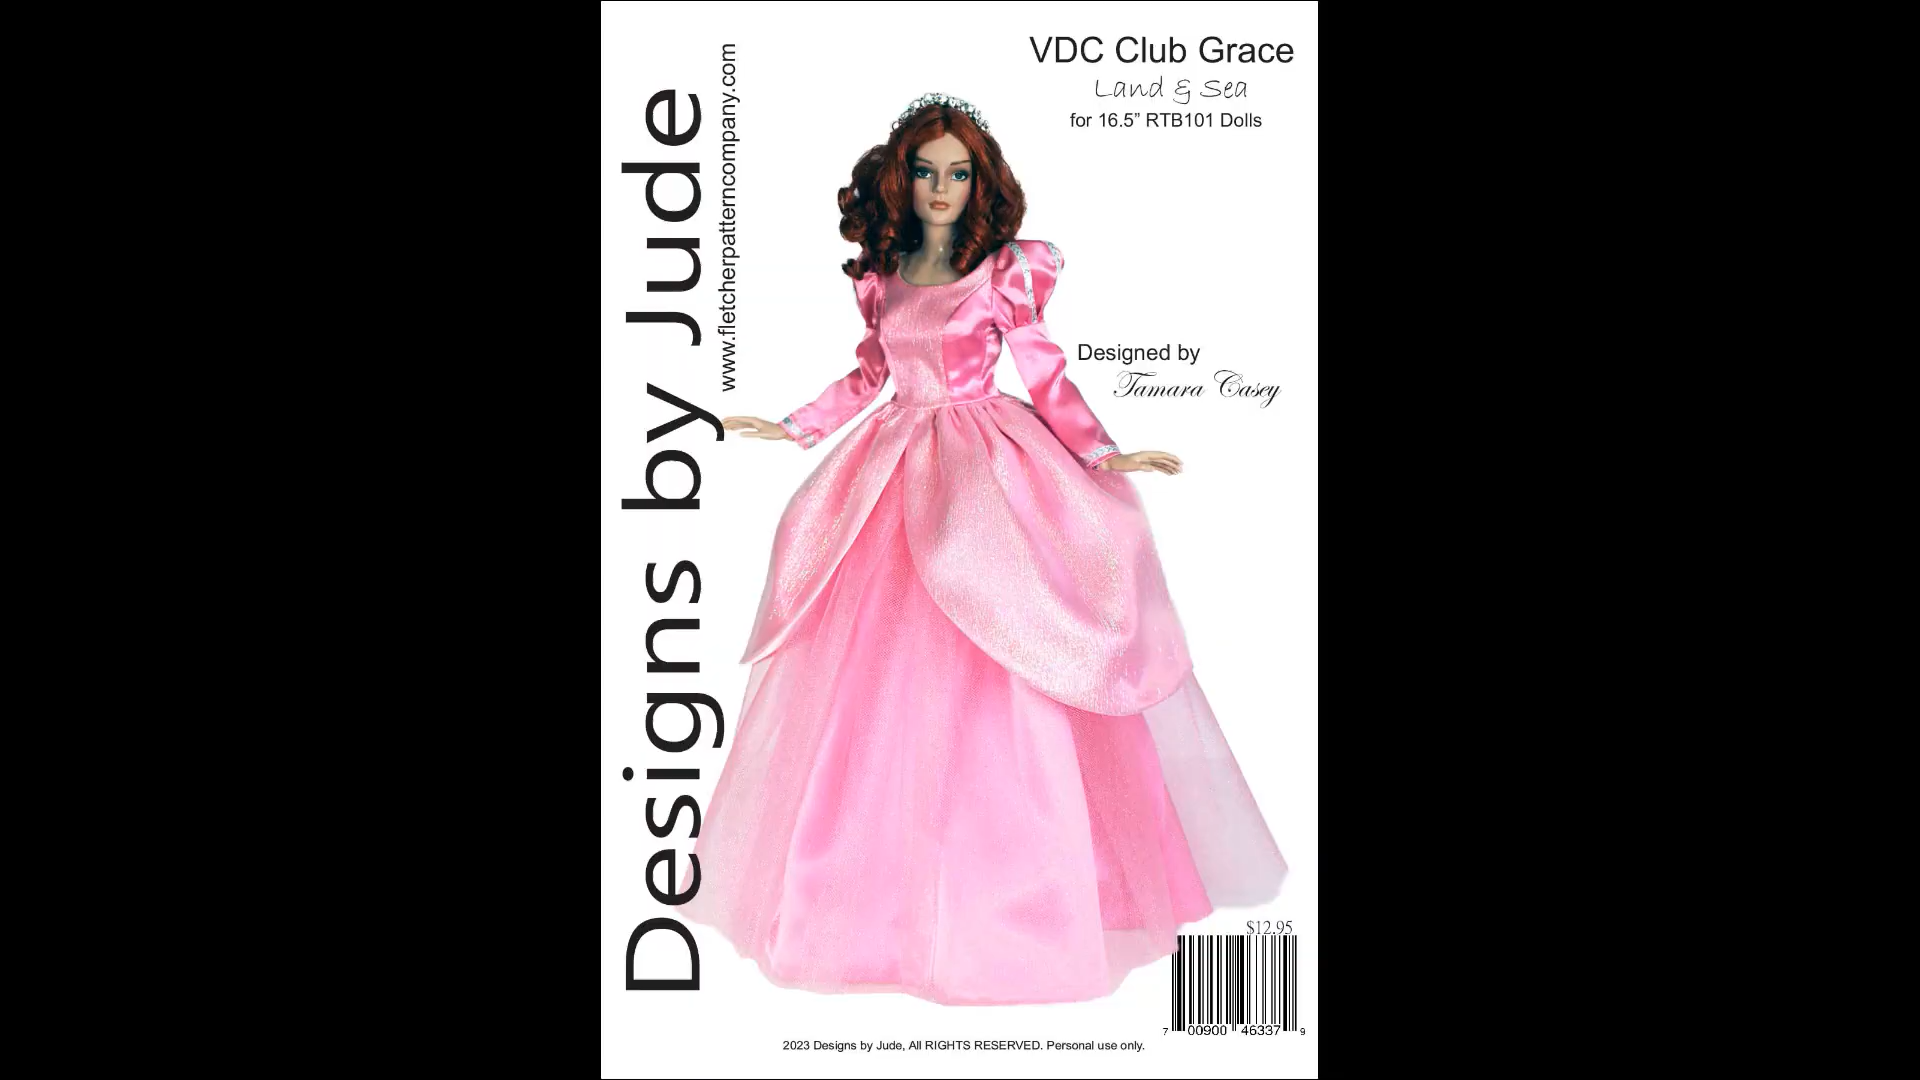 Designs by Jude
www.fletcherpatterncompany.com
VDC Club Grace
Land & Sea
for 16.5” RTB101 Dolls
Designed by
Tamara Casey
$12.95
7 00900 46337 9
2023 Designs by Jude, All RIGHTS RESERVED. Personal use only.